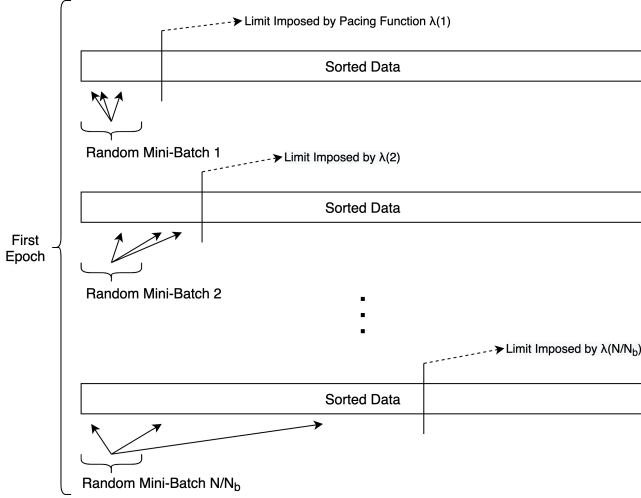 Limit Imposed by Pacing Function λ(1)
Sorted Data
Random Mini-Batch 1
Limit Imposed by λ(2)
Sorted Data
First
Epoch
Random Mini-Batch 2
Limit Imposed by λ(N/N_b)
Sorted Data
Random Mini-Batch N/N_b